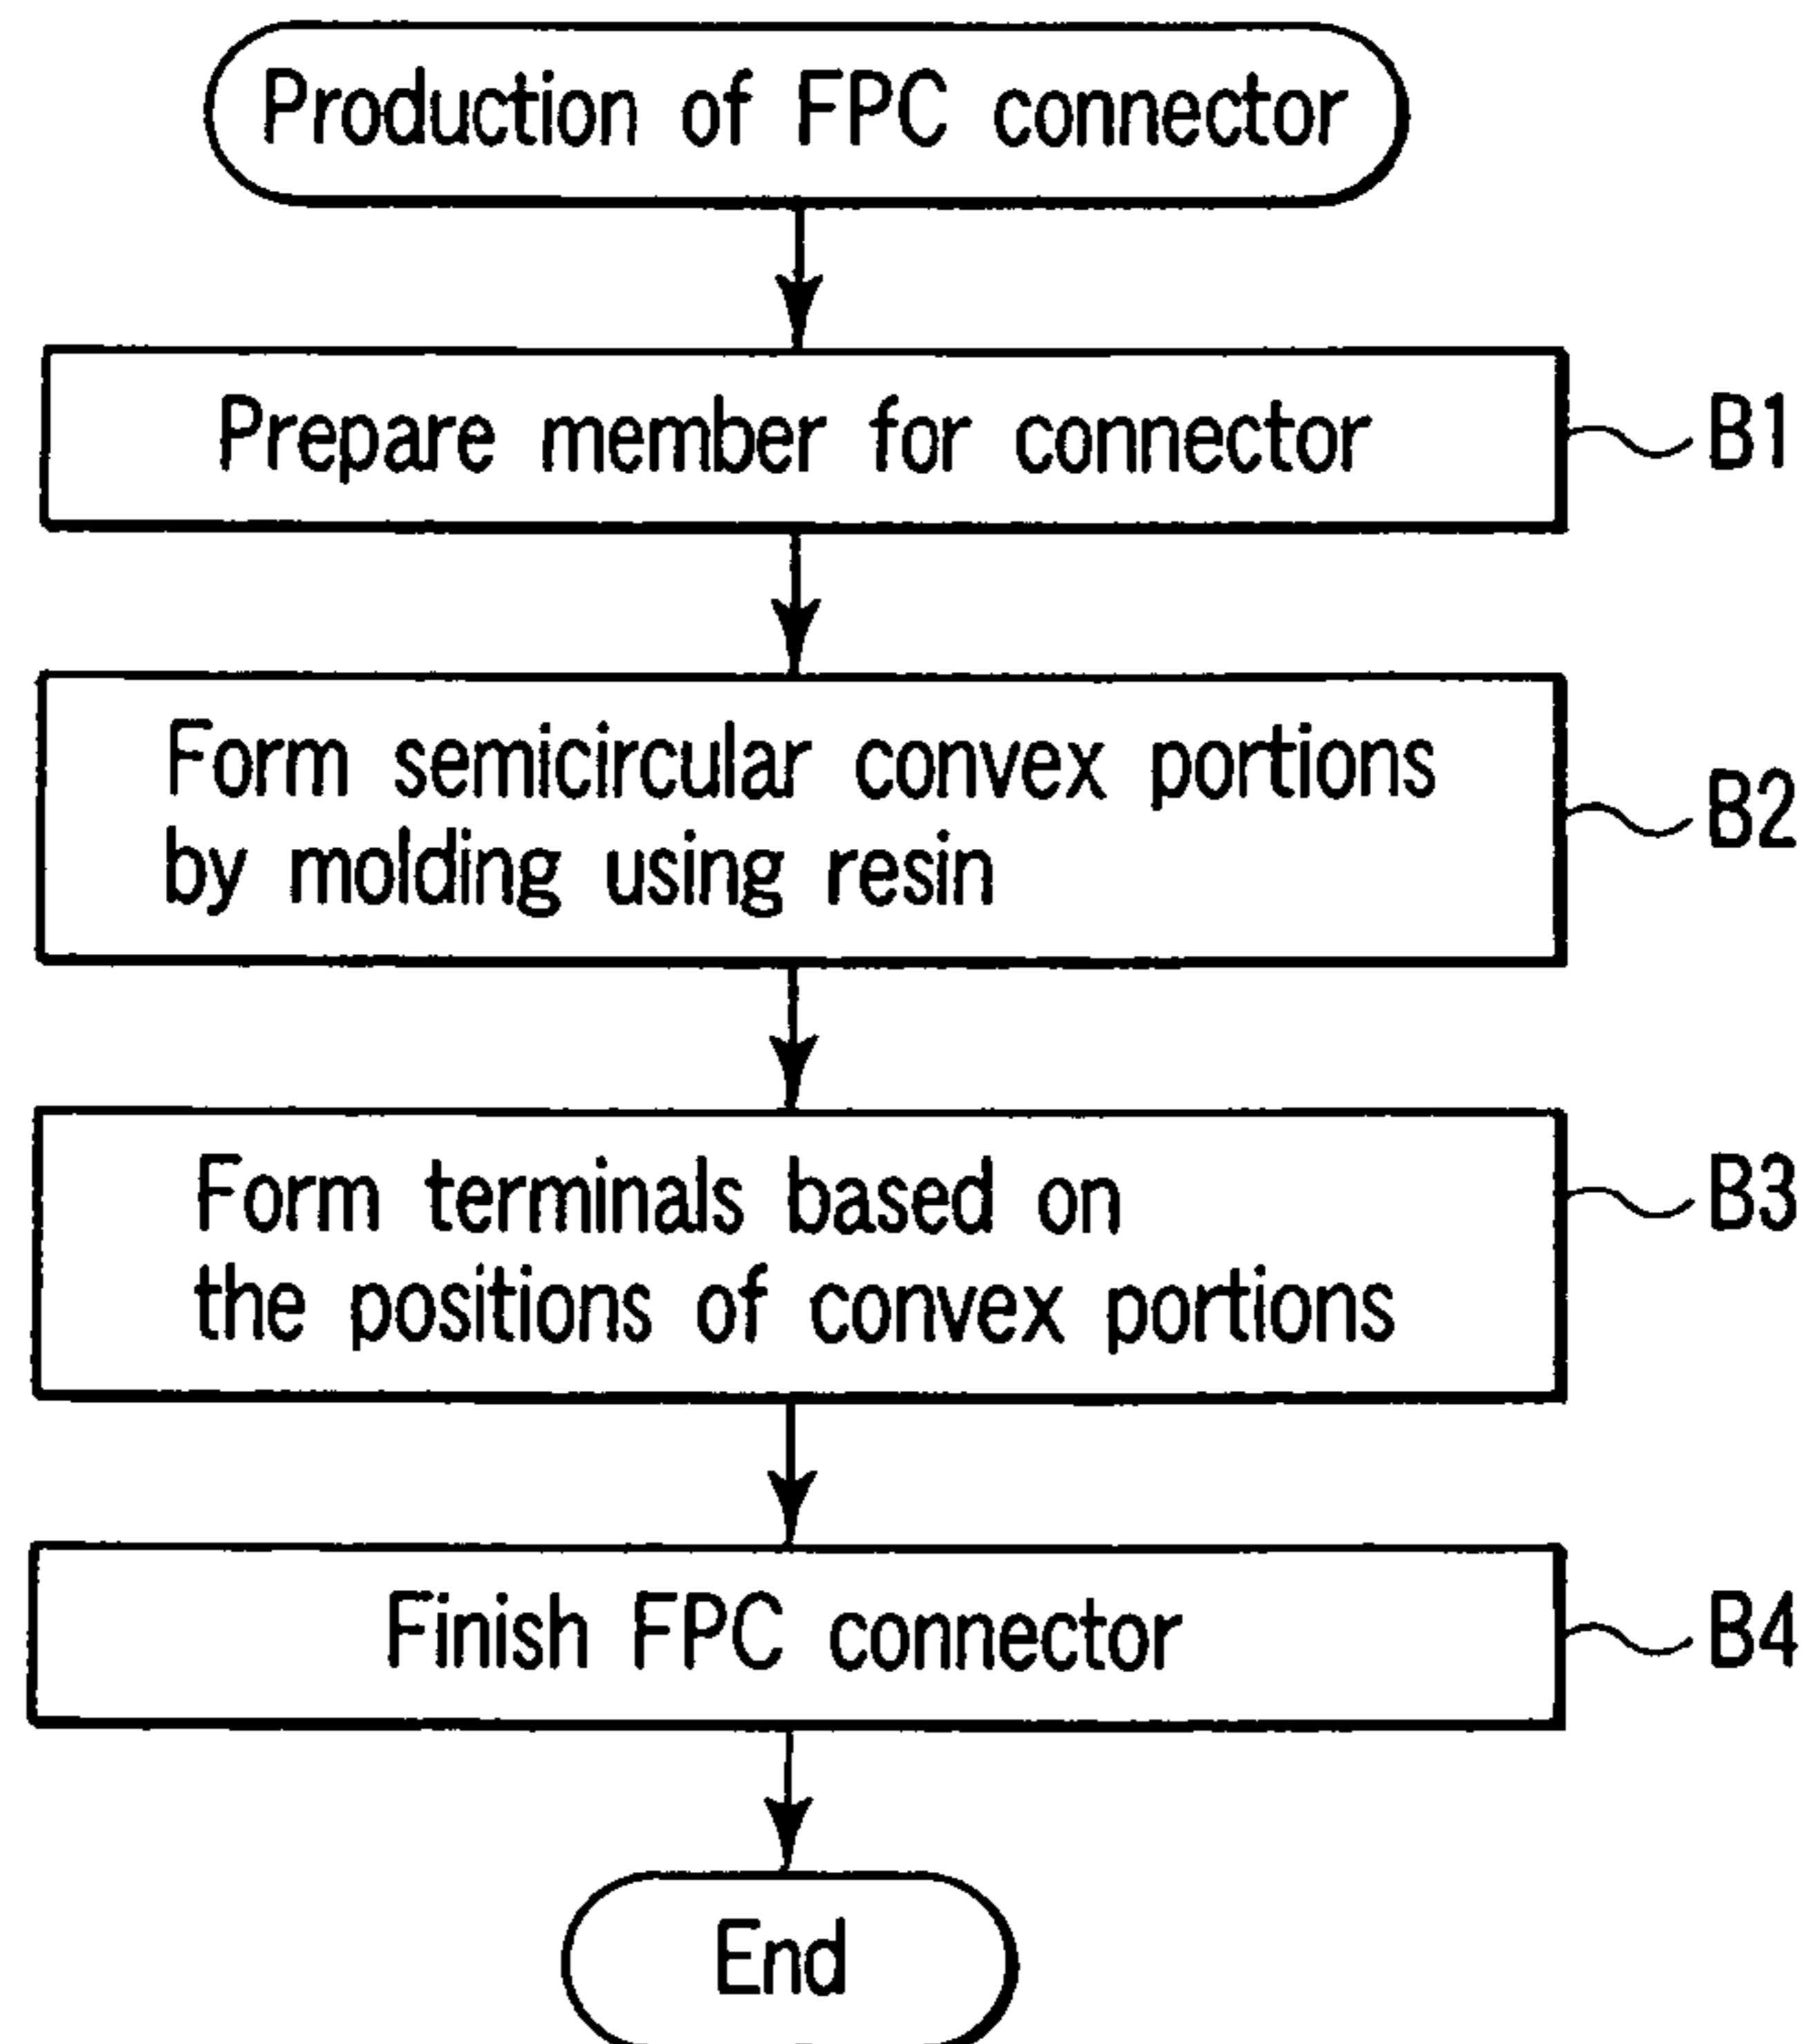 Production of FPC connector
Prepare member for connector
B1
Form semicircular convex portions
by molding using resin
B2
Form terminals based on
the positions of convex portions
B3
Finish FPC connector
B4
End